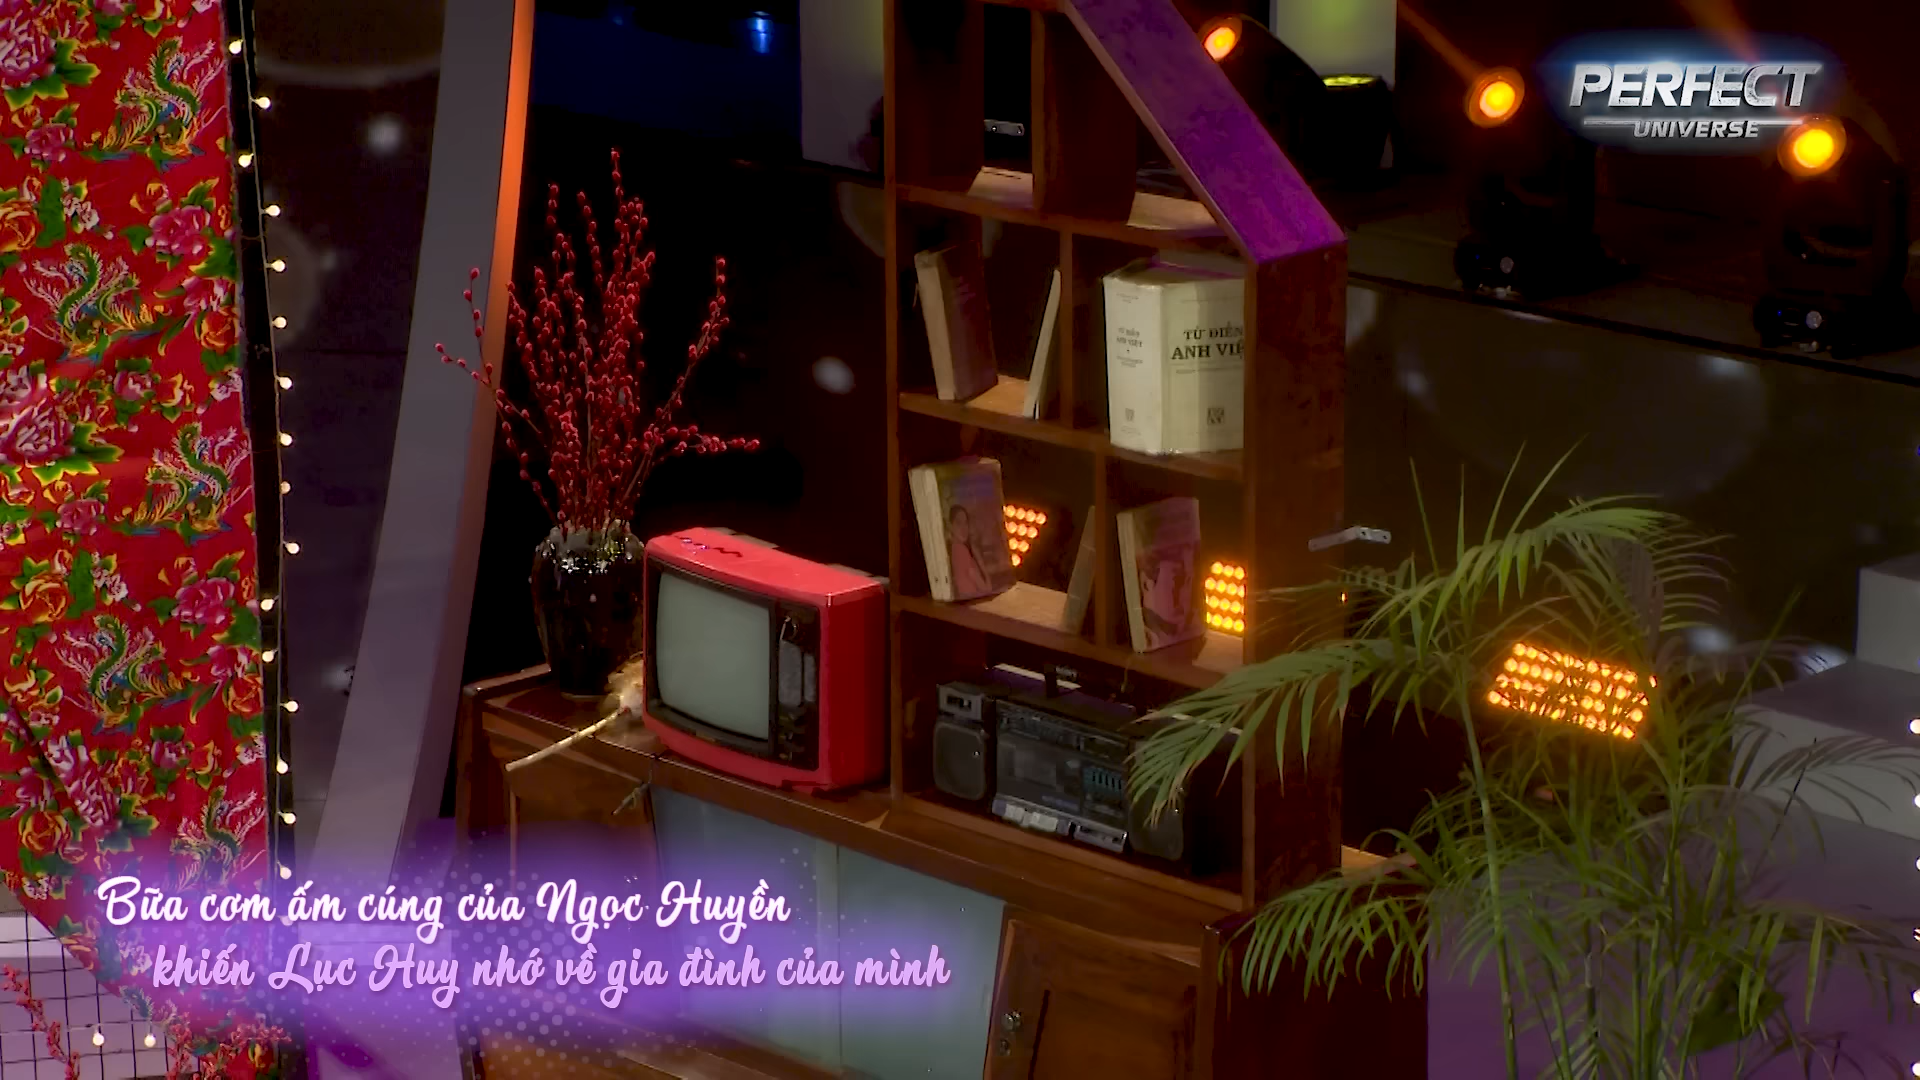 PERFECT
UNIVERSE
TỪ ĐIỂN
ANH VIỆ
Bữa cơm ấm cúng của Ngọc Huyền
khiến Lục Huy nhớ về gia đình của mình